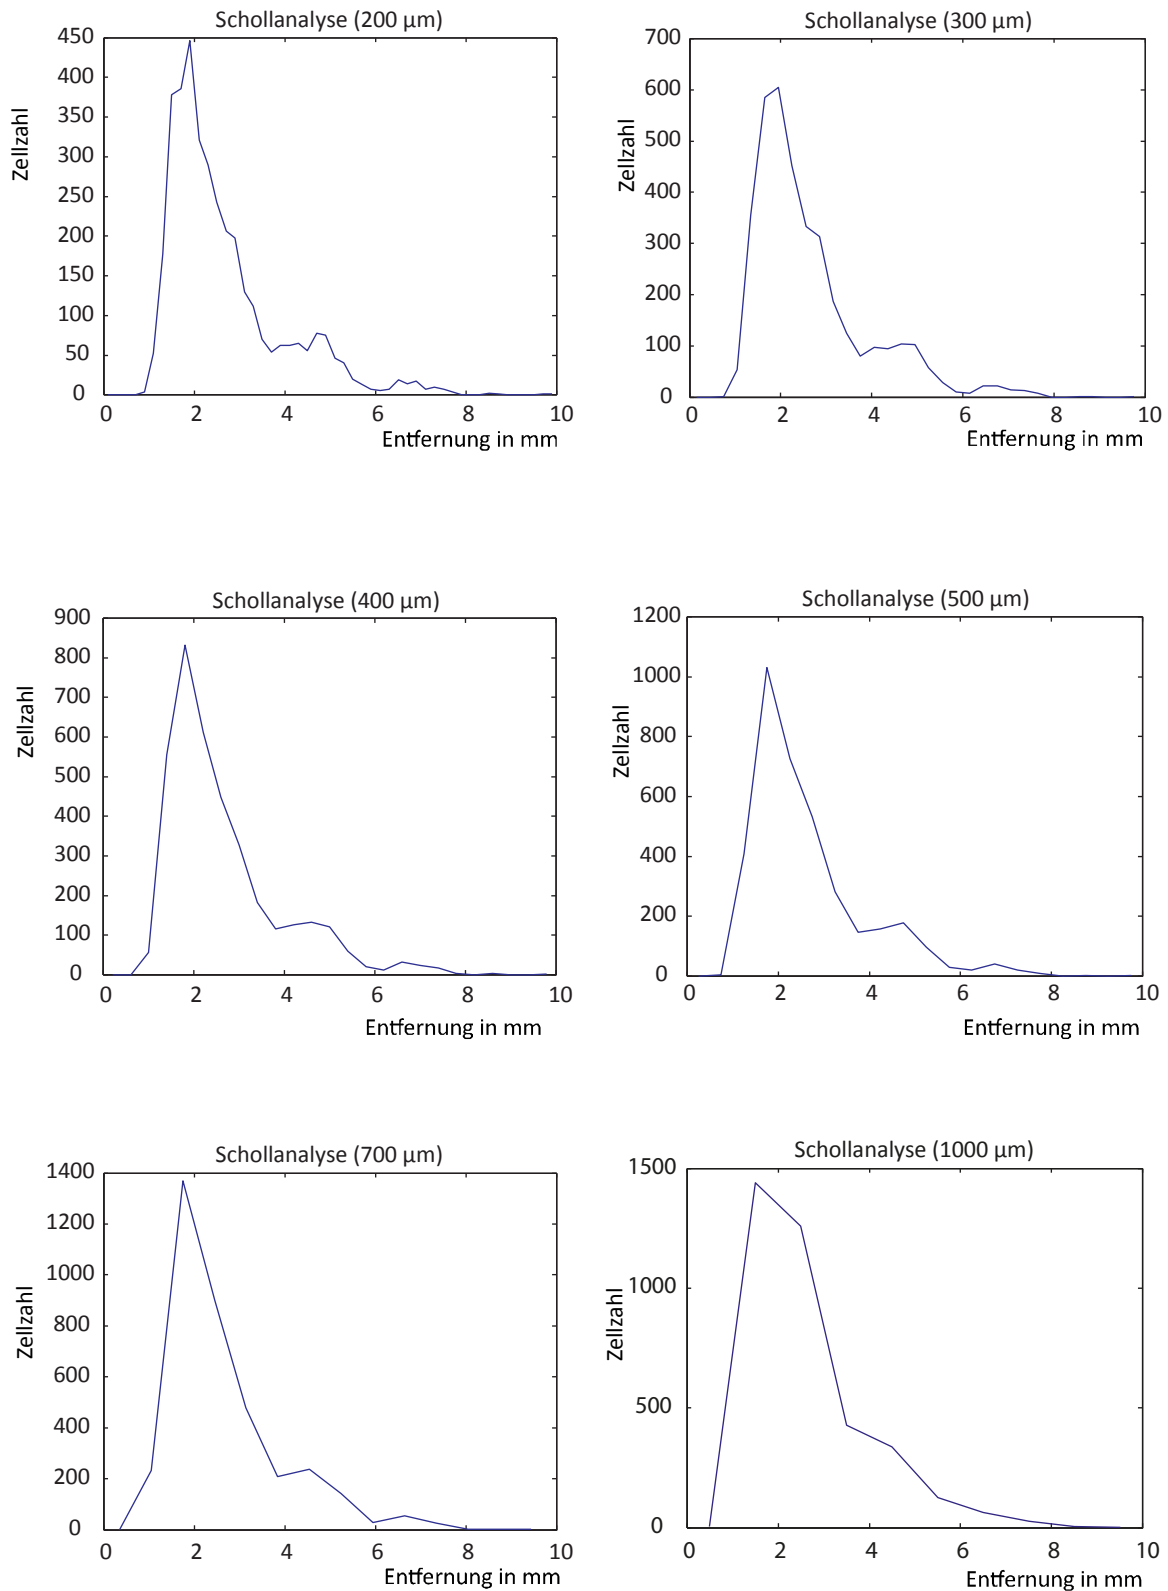 Schollanalyse (200 µm)
450
400
350
300
250
200
150
100
50
0
Zellzahl
0 2 4 6 8 10
Entfernung in mm
Schollanalyse (300 µm)
700
600
500
400
300
200
100
0
Zellzahl
0 2 4 6 8 10
Entfernung in mm
Schollanalyse (400 µm)
900
800
700
600
500
400
300
200
100
0
Zellzahl
0 2 4 6 8 10
Entfernung in mm
Schollanalyse (500 µm)
1200
1000
800
600
400
200
0
Zellzahl
0 2 4 6 8 10
Entfernung in mm
Schollanalyse (700 µm)
1400
1200
1000
800
600
400
200
0
Zellzahl
0 2 4 6 8 10
Entfernung in mm
Schollanalyse (1000 µm)
1500
1000
500
0
Zellzahl
0 2 4 6 8 10
Entfernung in mm